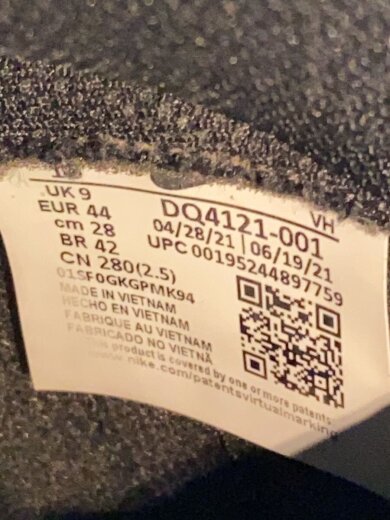 UK 9
EUR 44
cm 28
BR 42
CN 280(2.5)
01SF0GKGPMK94
MADE IN VIETNAM
HECHO EN VIETNAM
FABRIQUE AU VIETNAM
FABRICADO NO VIETNÃ
This product is covered by one or more patents
www.nike.com/patentsvirtualmarking
VH
DQ4121-001
04/28/21 | 06/19/21
UPC 00195244897759